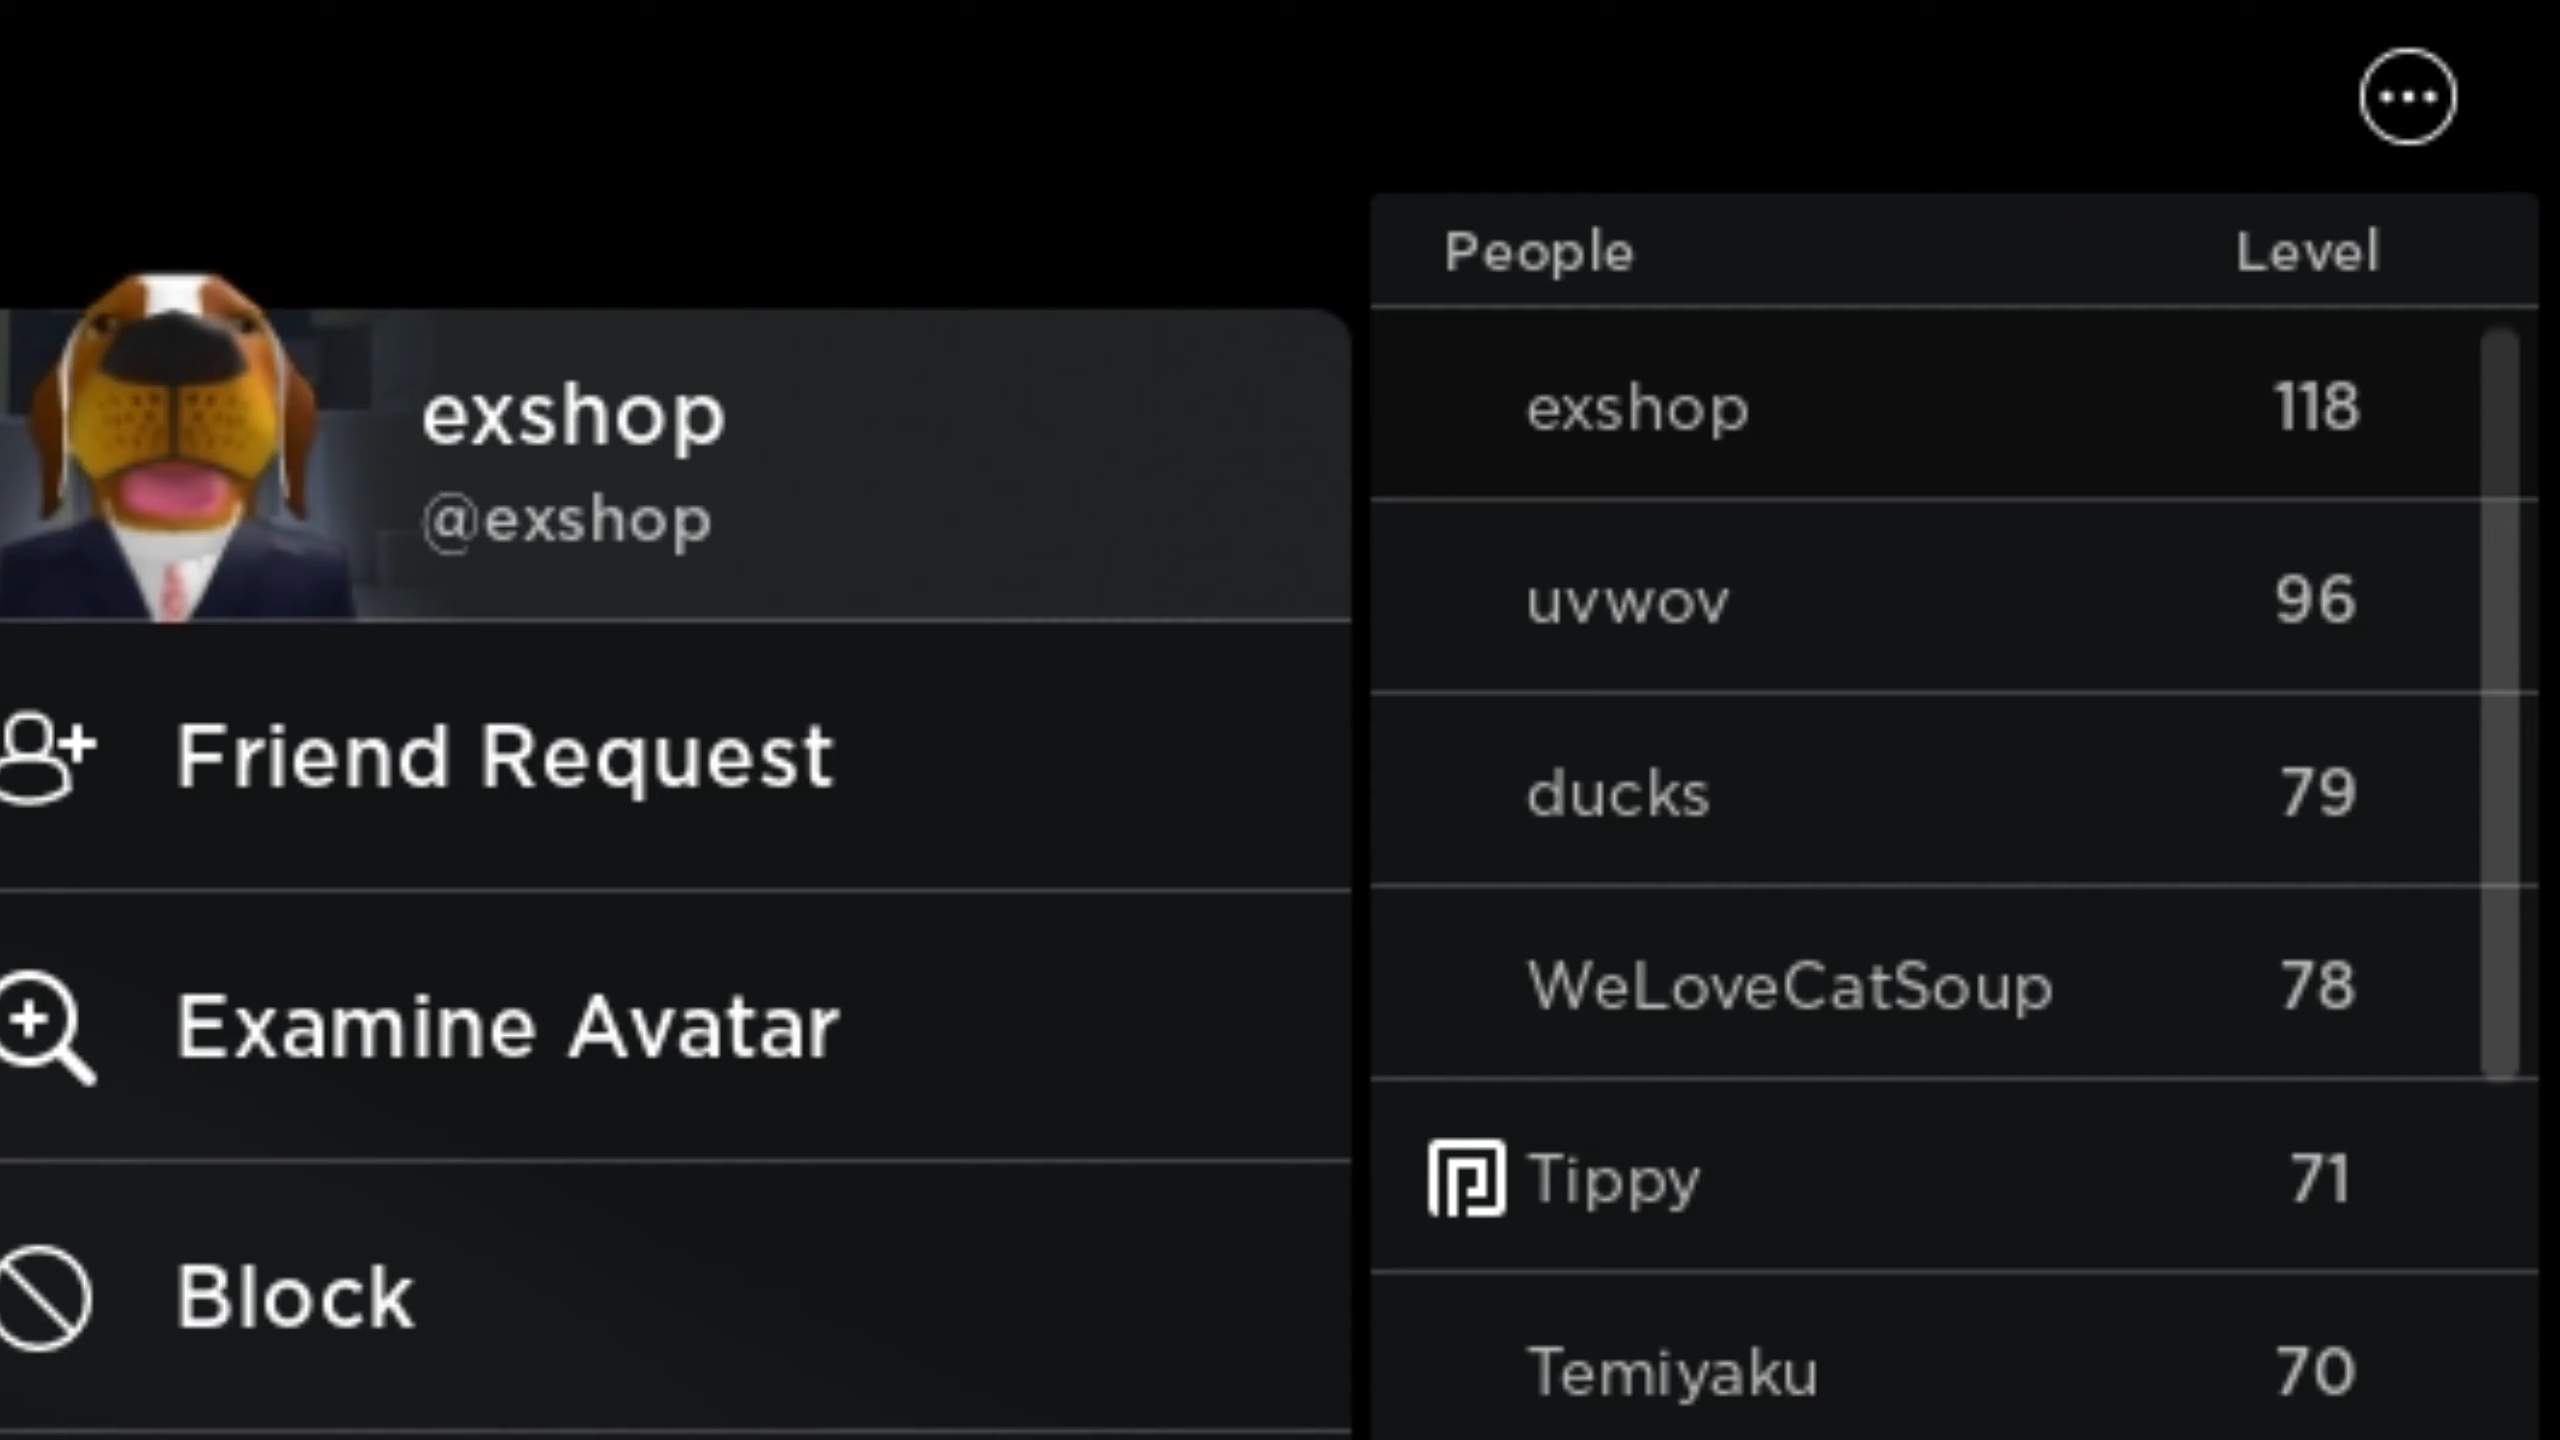 People Level
exshop 118
uvwov 96
ducks 79
WeLoveCatSoup 78
Tippy 71
Temiyaku 70
exshop
@exshop
Friend Request
Examine Avatar
Block